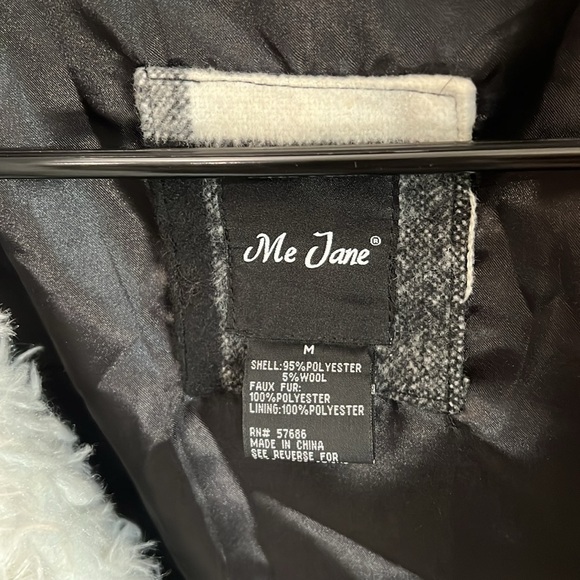 Me Jane®
M
SHELL:95%POLYESTER
5%WOOL
FAUX FUR:
100%POLYESTER
LINING:100%POLYESTER
RN# 57686
MADE IN CHINA
SEE REVERSE FOR